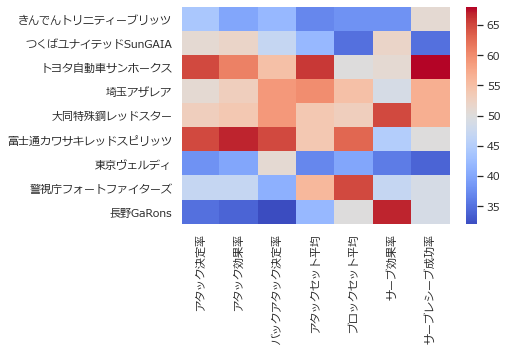 きんでんトリニティーブリッツ
つくばユナイテッドSunGAIA
トヨタ自動車サンホークス
埼玉アザレア
大同特殊鋼レッドスター
富士通カワサキレッドスピリッツ
東京ヴェルディ
警視庁フォートファイターズ
長野GaRons
アタック決定率
アタック効果率
バックアタック決定率
アタックセット平均
ブロックセット平均
サーブ効果率
サーブレシーブ成功率
65
60
55
50
45
40
35